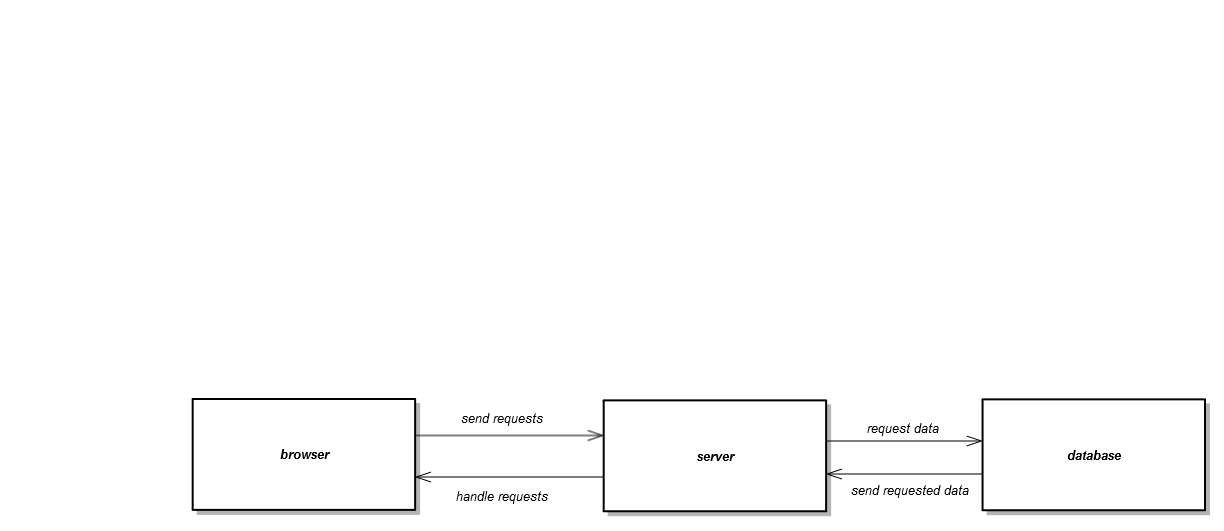 send requests
request data
browser
server
database
handle requests
send requested data